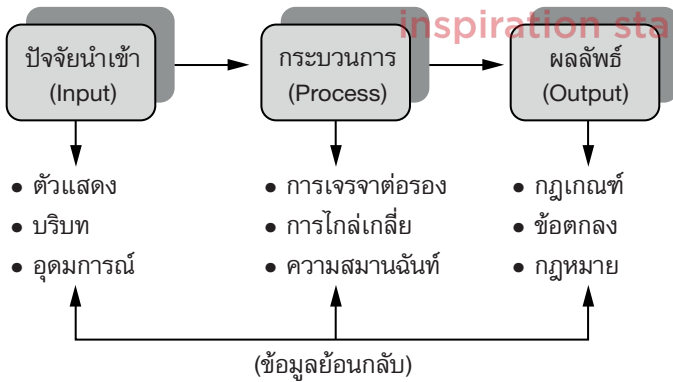 inspiration sta
ปัจจัยนำเข้า
(Input)
กระบวนการ
(Process)
ผลลัพธ์
(Output)
• ตัวแสดง
• บริบท
• อุดมการณ์
• การเจรจาต่อรอง
• การไกล่เกลี่ย
• ความสมานฉันท์
• กฎเกณฑ์
• ข้อตกลง
• กฎหมาย
(ข้อมูลย้อนกลับ)